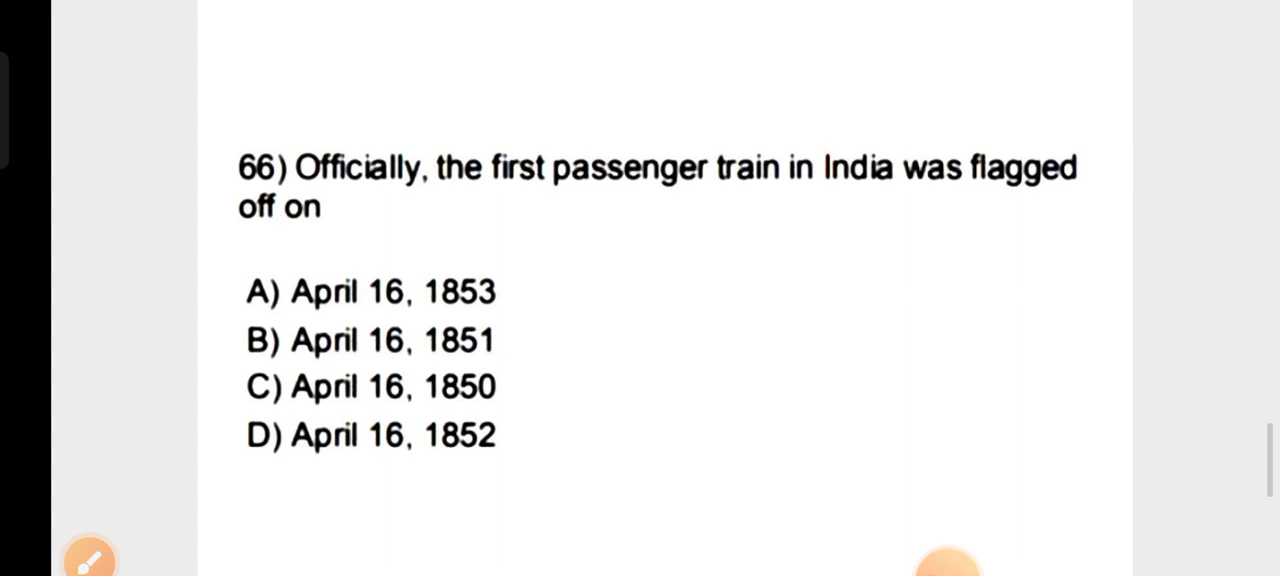 66) Officially, the first passenger train in India was flagged
off on
A) April 16, 1853
B) April 16, 1851
C) April 16, 1850
D) April 16, 1852